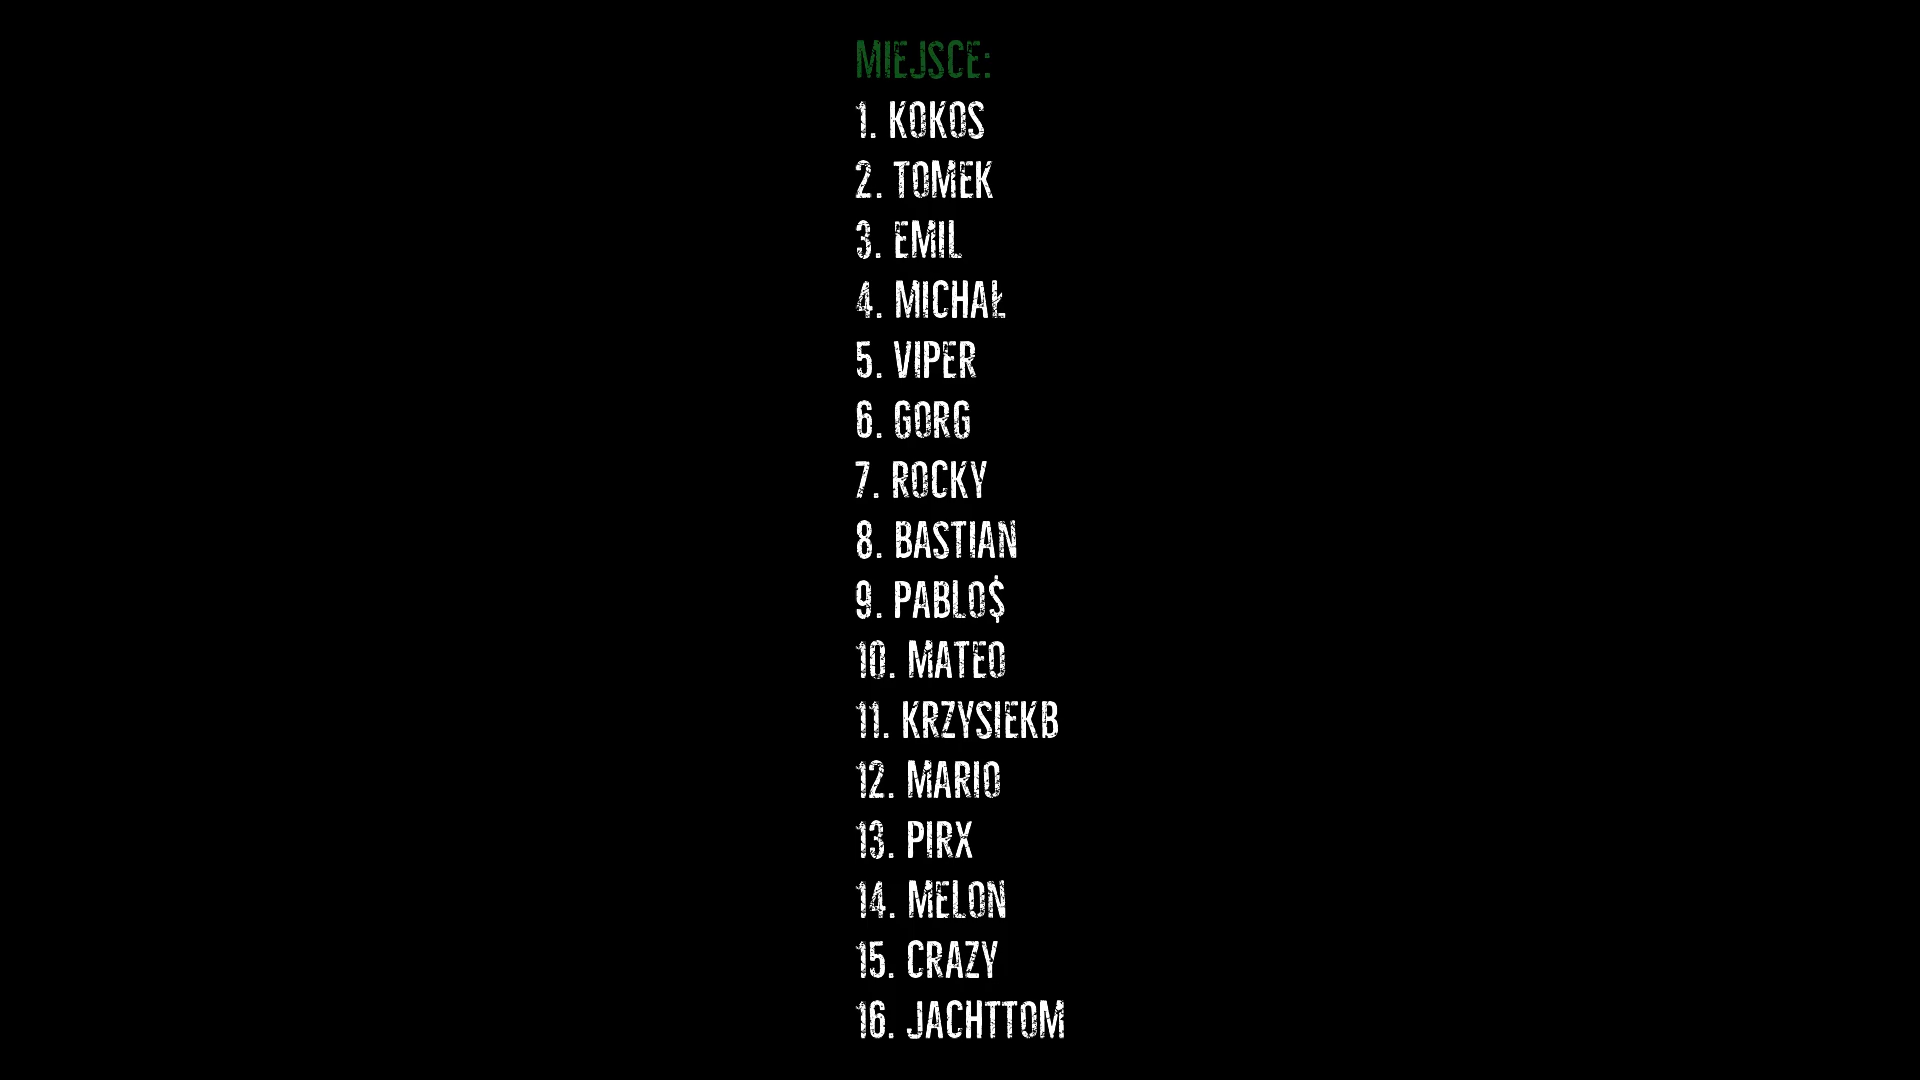 MIEJSCE:
1. KOKOS
2. TOMEK
3. EMIL
4. MICHAŁ
5. VIPER
6. GORG
7. ROCKY
8. BASTIAN
9. PABLO$
10. MATEO
11. KRZYSIEKB
12. MARIO
13. PIRX
14. MELON
15. CRAZY
16. JACHTTOM